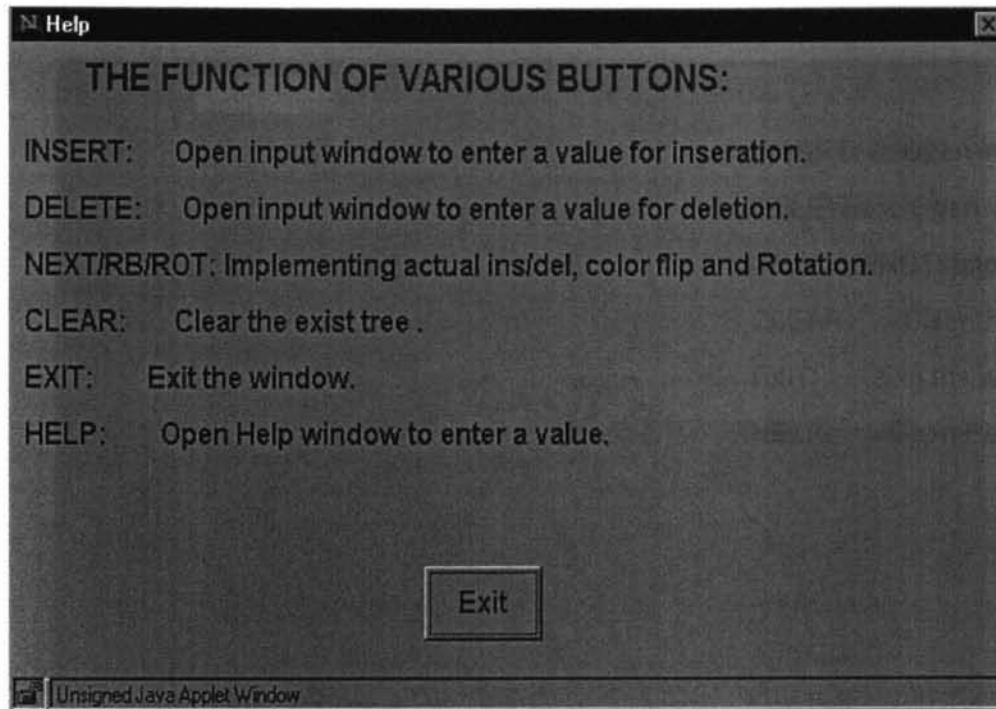 Help
THE FUNCTION OF VARIOUS BUTTONS:
INSERT: Open input window to enter a value for inseration.
DELETE: Open input window to enter a value for deletion.
NEXT/RB/ROT: Implementing actual ins/del, color flip and Rotation.
CLEAR: Clear the exist tree .
EXIT: Exit the window.
HELP: Open Help window to enter a value.
Exit
Unsigned Java Applet Window